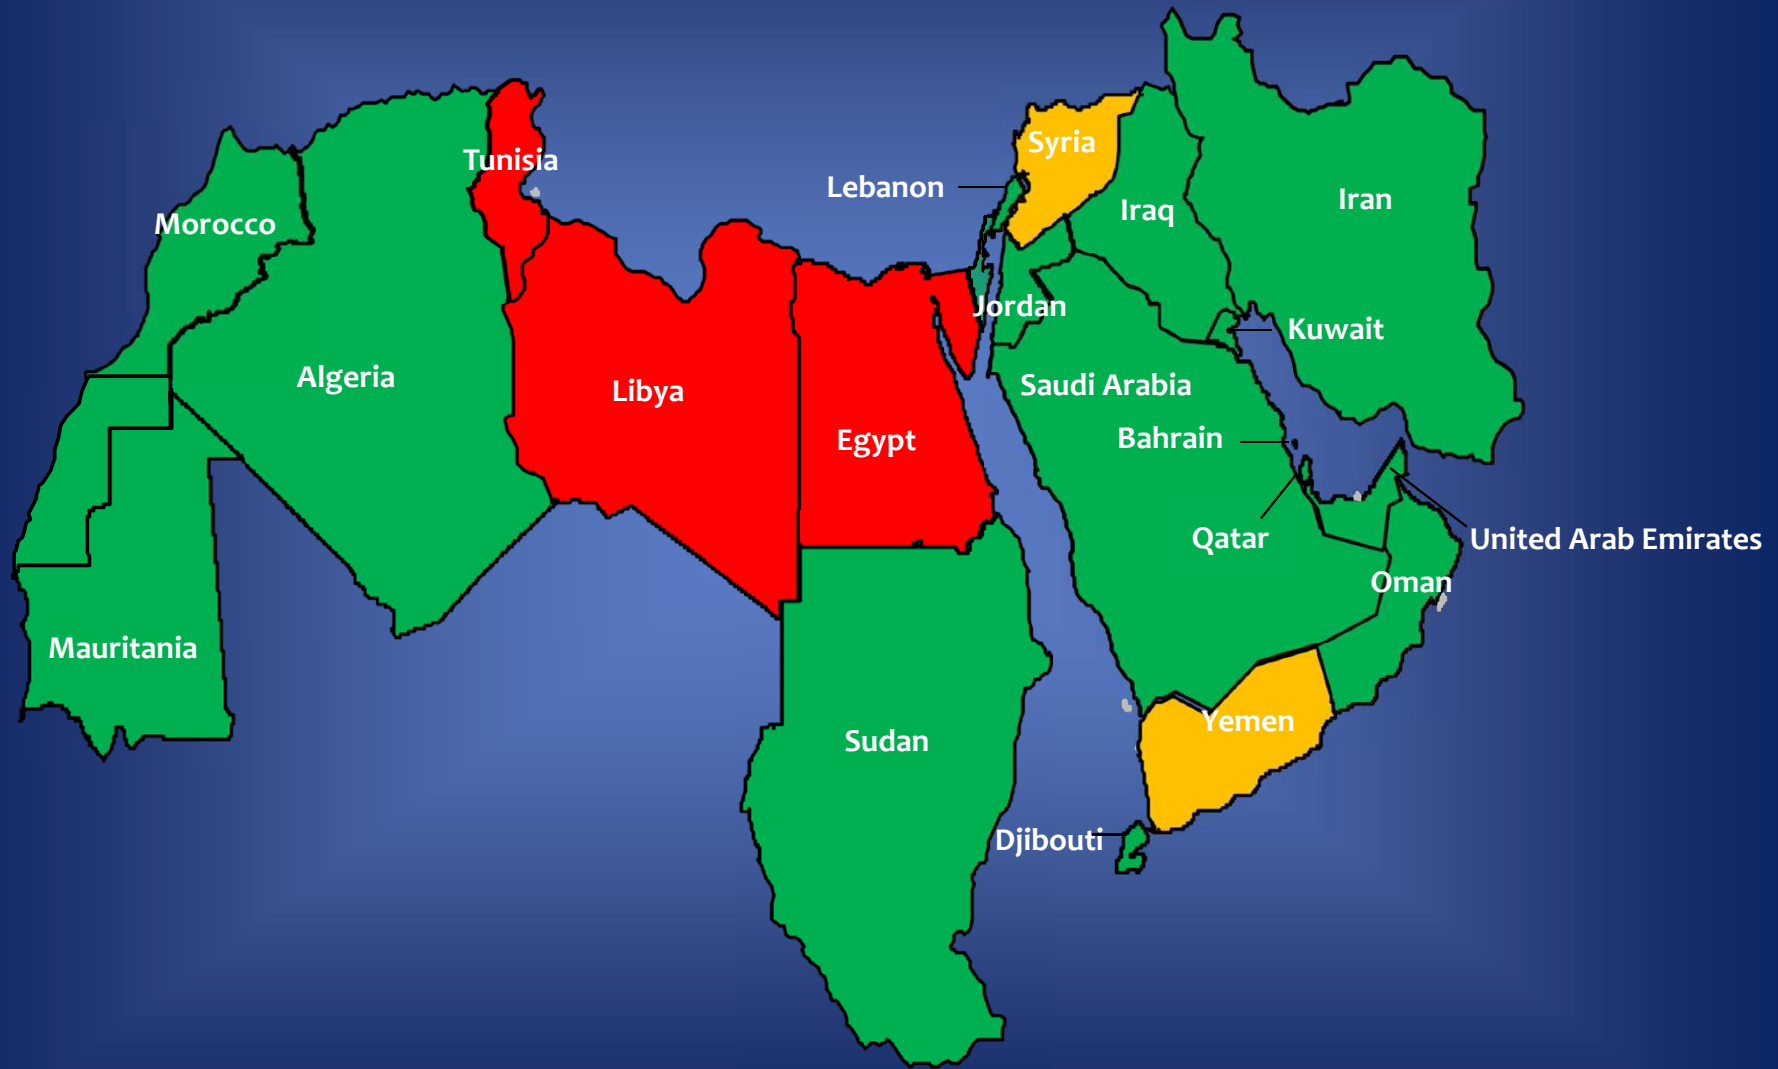 Tunisia
Syria
Lebanon
Iran
Iraq
Morocco
Jordan
Kuwait
Algeria
Saudi Arabia
Libya
Bahrain
Egypt
Qatar
United Arab Emirates
Oman
Mauritania
Yemen
Sudan
Djibouti